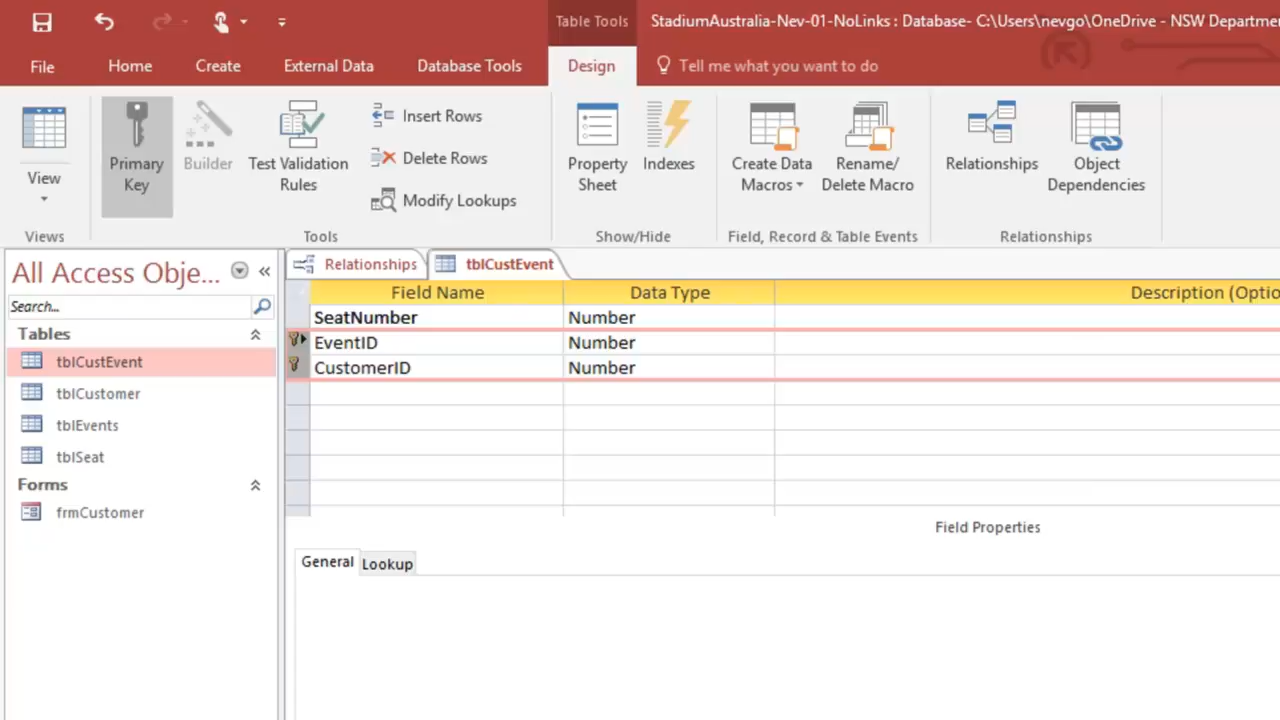 Table Tools
StadiumAustralia-Nev-01-NoLinks : Database- C:\Users\nevgo\OneDrive - NSW Department
File Home Create External Data Database Tools Design Tell me what you want to do
View
Primary Key
Builder
Test Validation Rules
Insert Rows
Delete Rows
Modify Lookups
Property Sheet
Indexes
Create Data Macros
Rename/ Delete Macro
Relationships
Object Dependencies
Views Tools Show/Hide Field, Record & Table Events Relationships
All Access Obje... «
Search...
Tables
tblCustEvent
tblCustomer
tblEvents
tblSeat
Forms
frmCustomer
Relationships tblCustEvent
Field Name Data Type Description (Optio
SeatNumber Number
EventID Number
CustomerID Number
Field Properties
General Lookup